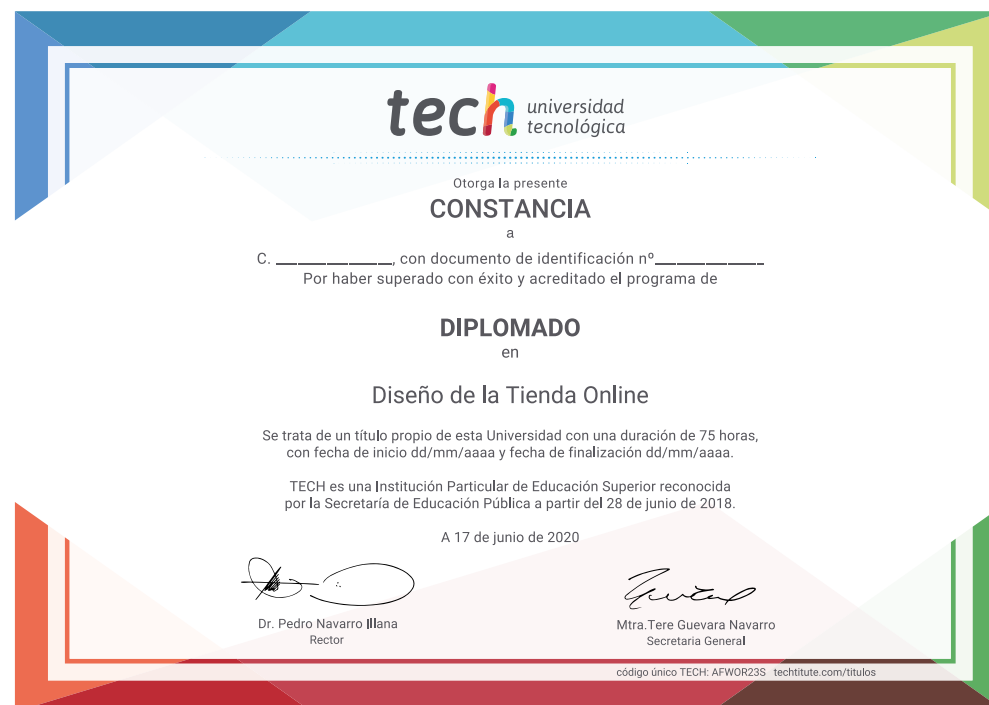 tech universidad
tecnológica
Otorga la presente
CONSTANCIA
a
C. ______________, con documento de identificación nº_____________
Por haber superado con éxito y acreditado el programa de
DIPLOMADO
en
Diseño de la Tienda Online
Se trata de un título propio de esta Universidad con una duración de 75 horas,
con fecha de inicio dd/mm/aaaa y fecha de finalización dd/mm/aaaa.
TECH es una Institución Particular de Educación Superior reconocida
por la Secretaría de Educación Pública a partir del 28 de junio de 2018.
A 17 de junio de 2020
Dr. Pedro Navarro Illana
Rector
Mtra.Tere Guevara Navarro
Secretaria General
código único TECH: AFWOR23S techtitute.com/titulos